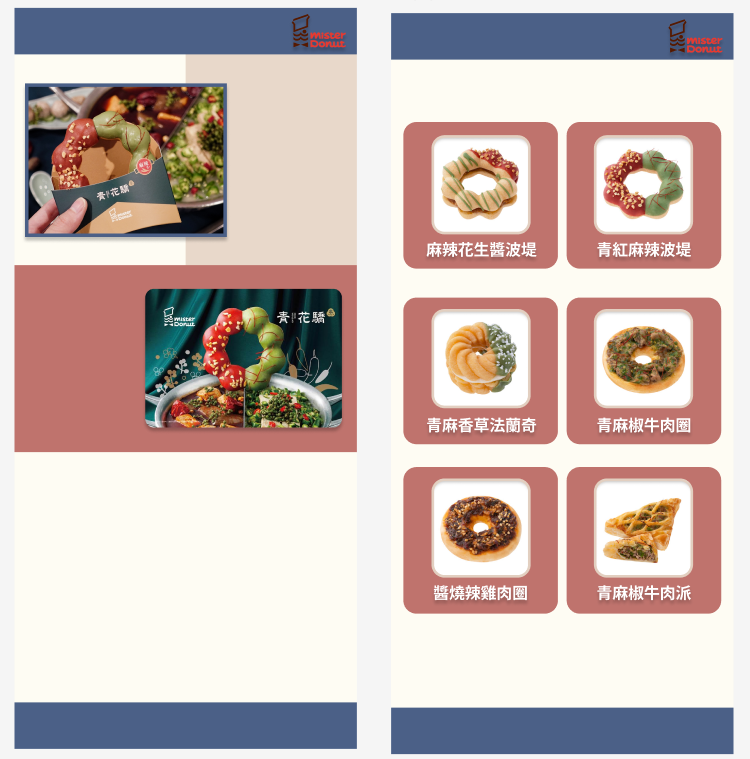 mister
Donut
mister
Donut
青花驕
mister
Donut
青花驕
麻辣花生醬波堤
青紅麻辣波堤
青麻香草法蘭奇
青麻椒牛肉圈
醬燒辣雞肉圈
青麻椒牛肉派